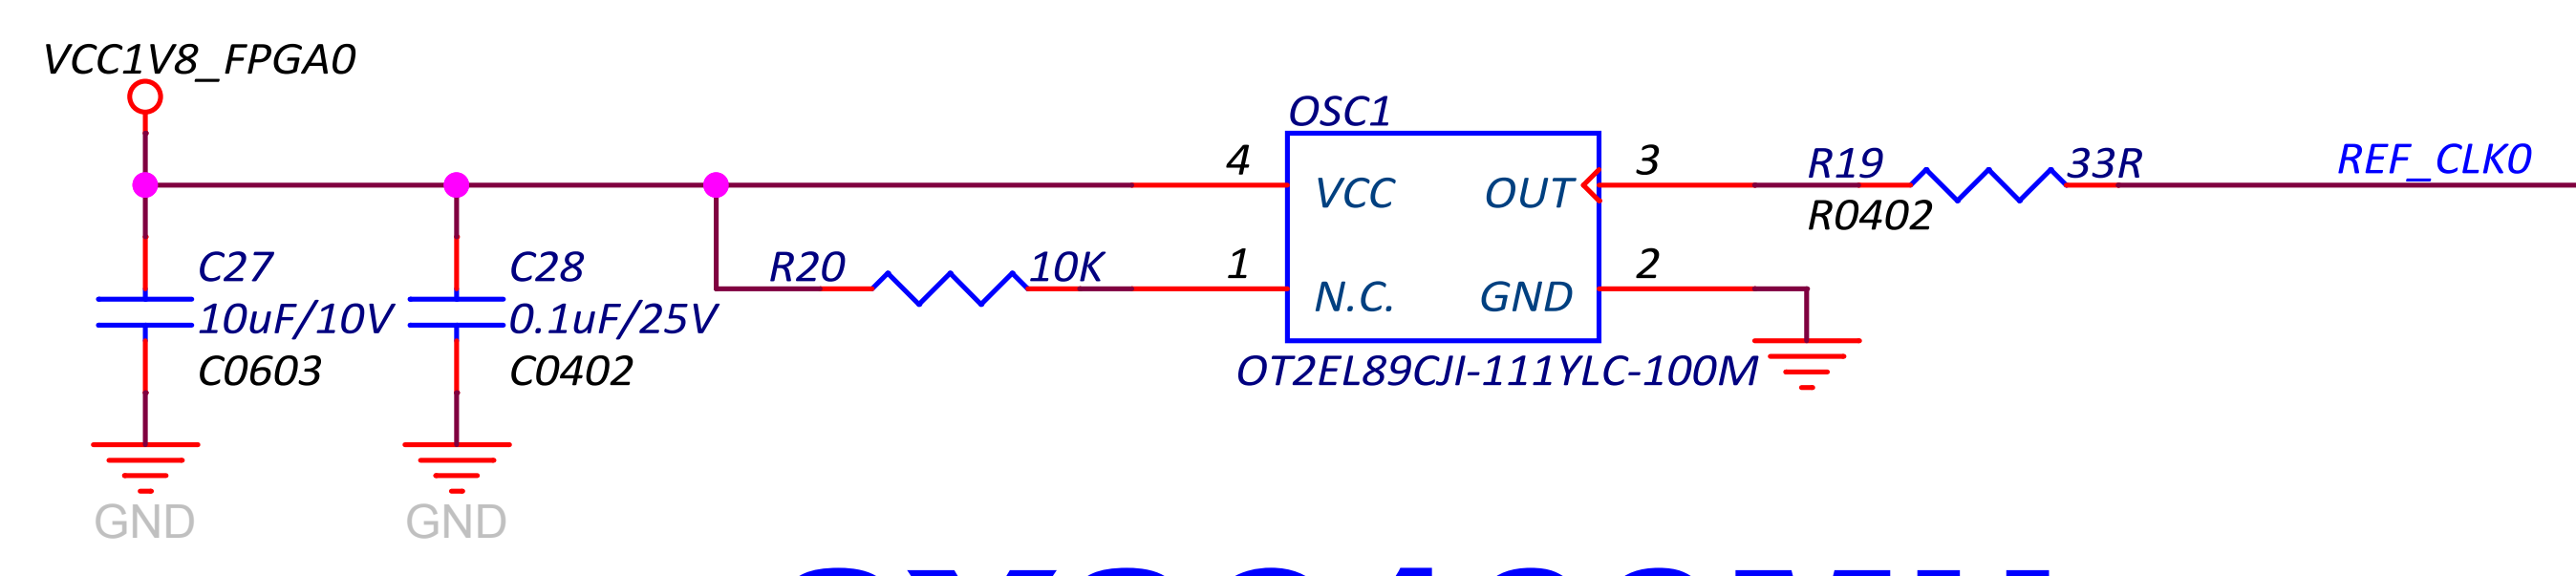 VCC1V8_FPGA0
OSC1
4
VCC
OUT
3
R19
33R
R0402
REF_CLK0
C27
10uF/10V
C0603
C28
0.1uF/25V
C0402
R20
10K
1
N.C.
GND
2
OT2EL89CJI-111YLC-100M
GND
GND